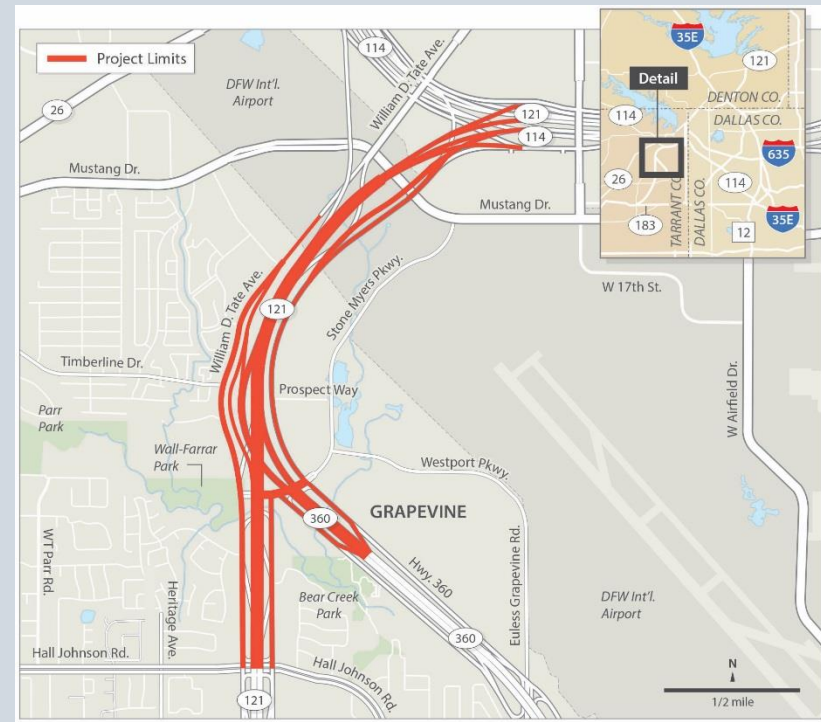 Project Limits
114
35E
121
Detail
DENTON CO.
DALLAS CO.
114
635
26
114
TARRANT CO.
DALLAS CO.
183
12
35E
DFW Int'l.
Airport
William D. Tate Ave.
26
121
114
Mustang Dr.
Mustang Dr.
W 17th St.
William D. Tate Ave.
Stone Myers Pkwy.
121
W Airfield Dr.
Timberline Dr.
Prospect Way
Parr
Park
Wall-Farrar
Park
Westport Pkwy.
360
GRAPEVINE
WT Parr Rd.
Heritage Ave.
Hwy. 360
Euless Grapevine Rd.
DFW Int'l.
Airport
Bear Creek
Park
360
Hall Johnson Rd.
Hall Johnson Rd.
121
N
1/2 mile